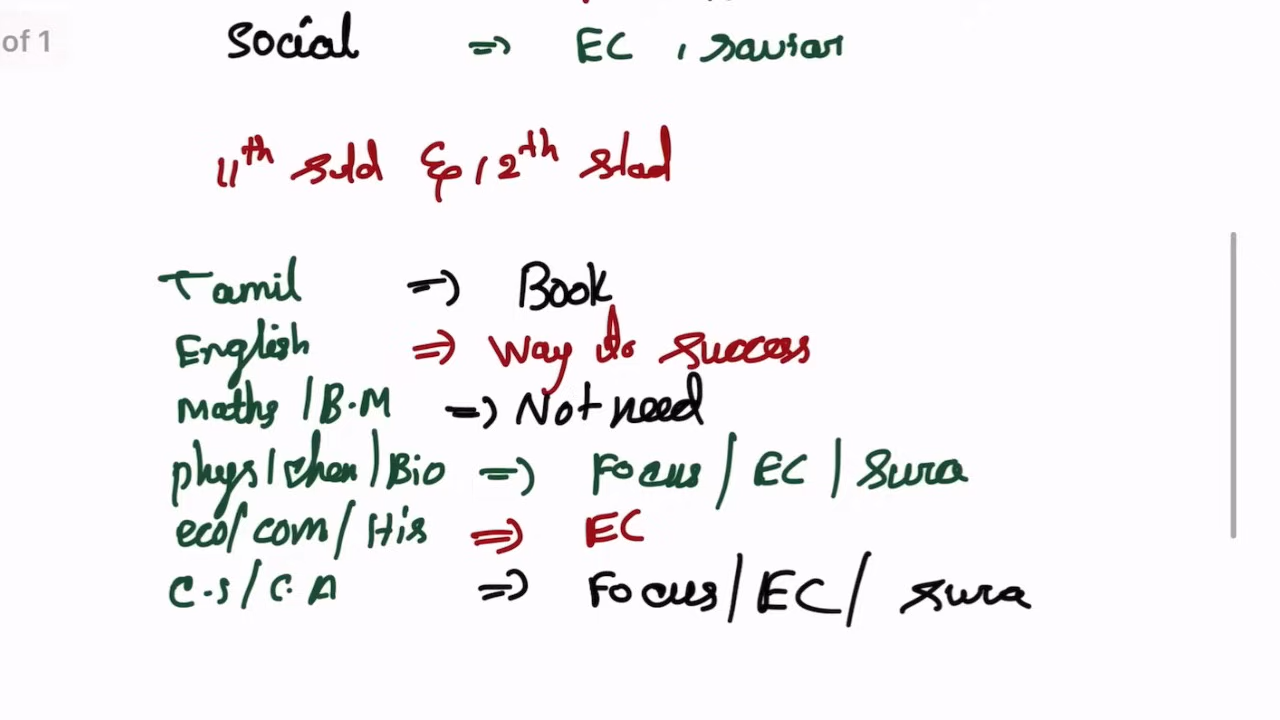 of 1
Social => EC , saviar
11th std & 12th std
Tamil => Book
English => Way to success
Maths / B.M => Not need
phys / chem / Bio => Focus / EC / Sura
eco / com / His => EC
C.S / C.A => Focus / EC / Sura